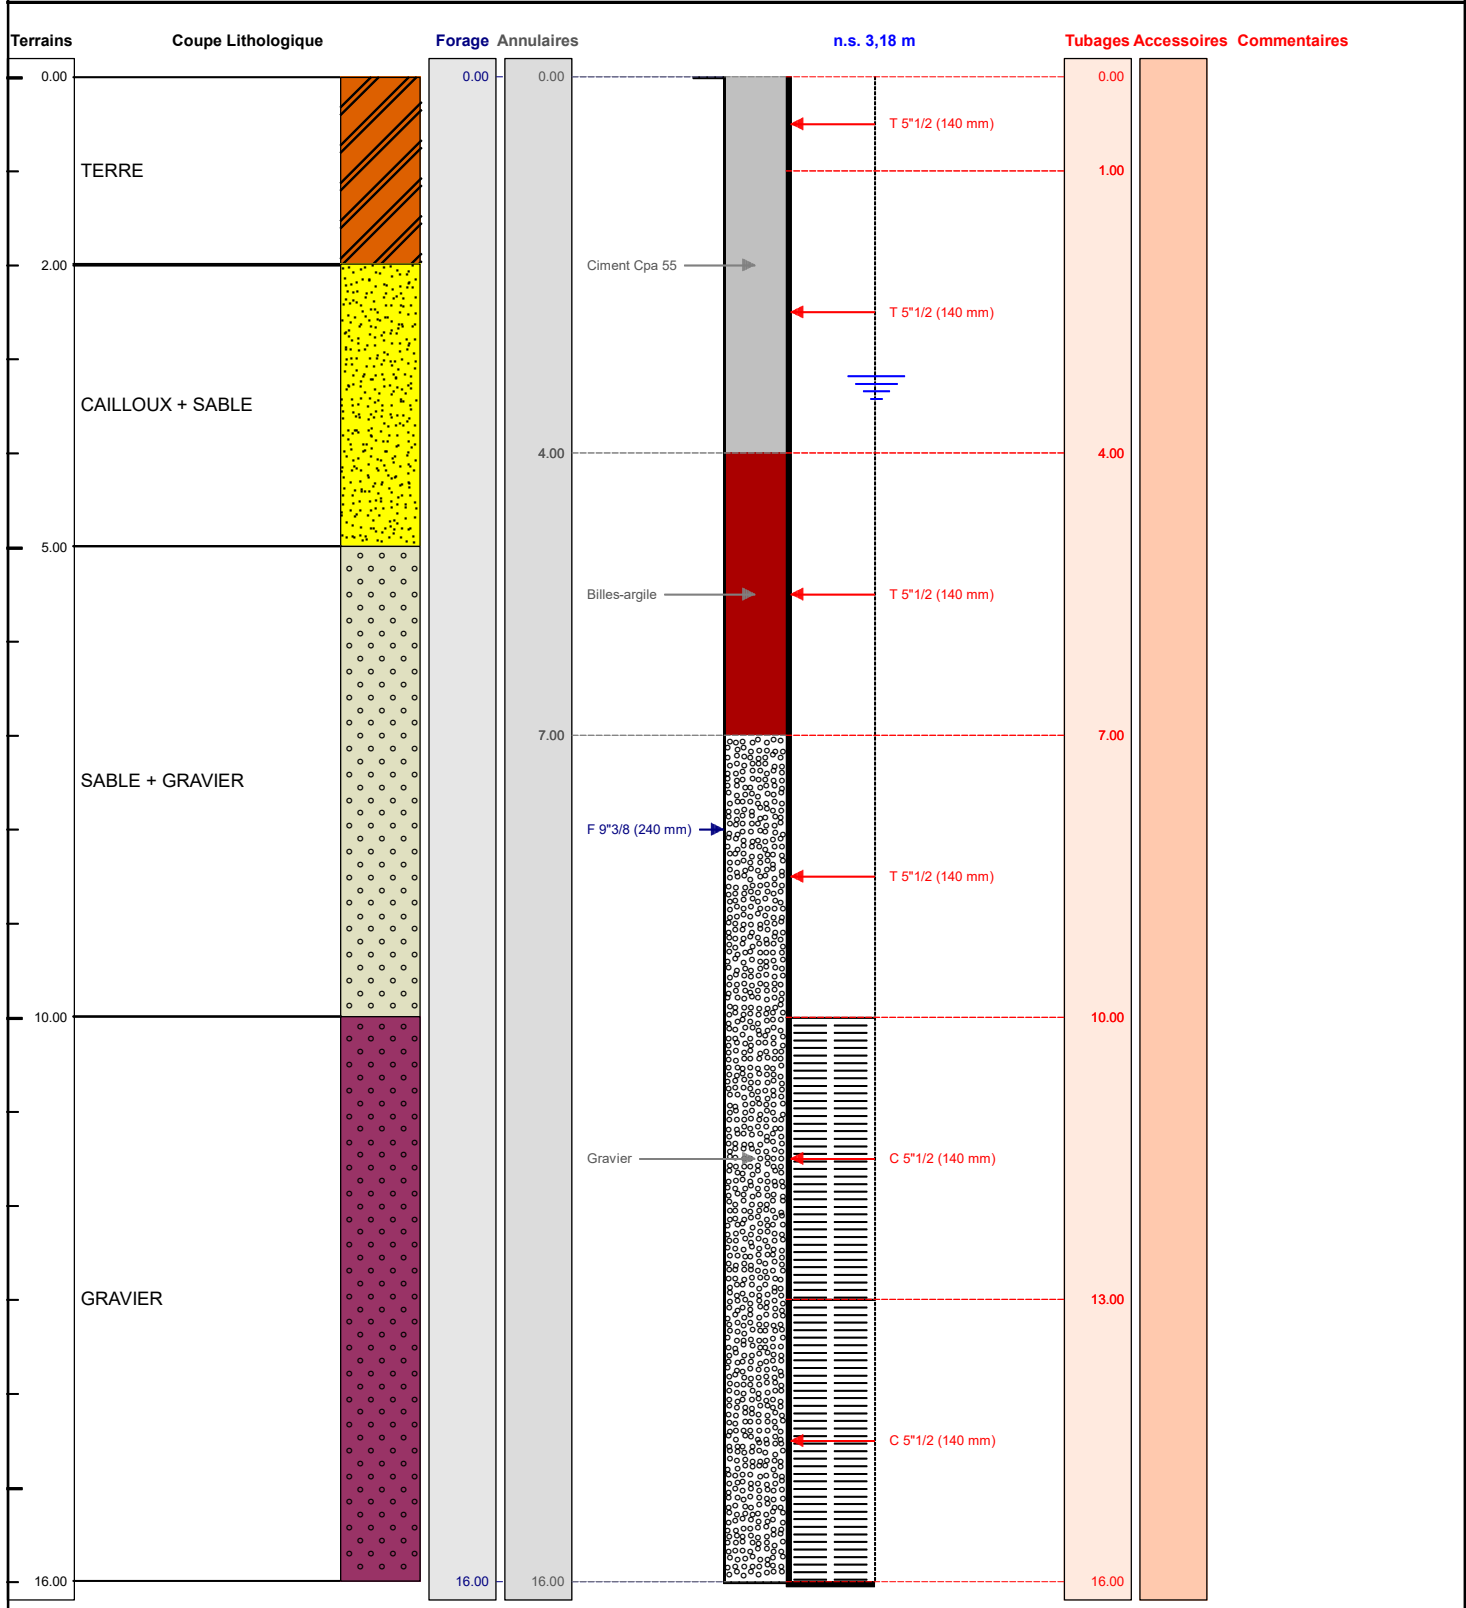 Terrains Coupe Lithologique Forage Annulaires n.s. 3,18 m Tubages Accessoires Commentaires
0.00 0.00 0.00 0.00
T 5"1/2 (140 mm)
TERRE 1.00
2.00 Ciment Cpa 55
T 5"1/2 (140 mm)
CAILLOUX + SABLE
4.00 4.00
5.00
Billes-argile T 5"1/2 (140 mm)
7.00 7.00
SABLE + GRAVIER
F 9"3/8 (240 mm)
T 5"1/2 (140 mm)
10.00 10.00
Gravier C 5"1/2 (140 mm)
GRAVIER 13.00
C 5"1/2 (140 mm)
16.00 16.00 16.00 16.00